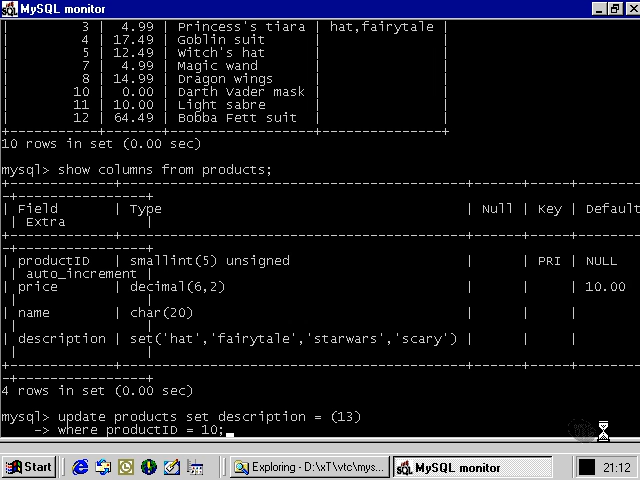 MySQL monitor
| 3 | 4.99 | Princess's tiara | hat,fairytale |
| 4 | 17.49 | Goblin suit | |
| 5 | 12.49 | Witch's hat | |
| 7 | 4.99 | Magic wand | |
| 8 | 14.99 | Dragon wings | |
| 10 | 0.00 | Darth Vader mask | |
| 11 | 10.00 | Light sabre | |
| 12 | 64.49 | Bobba Fett suit | |
10 rows in set (0.00 sec)
mysql> show columns from products;
| Field | Type | Null | Key | Default
| Extra |
| productID | smallint(5) unsigned | | PRI | NULL
| auto_increment |
| price | decimal(6,2) | | | 10.00
| name | char(20) | | |
| description | set('hat','fairytale','starwars','scary') | | |
4 rows in set (0.00 sec)
mysql> update products set description = (13)
-> where productID = 10;
Start
Exploring - D:\xT\vtc\mys...
MySQL monitor
21:12